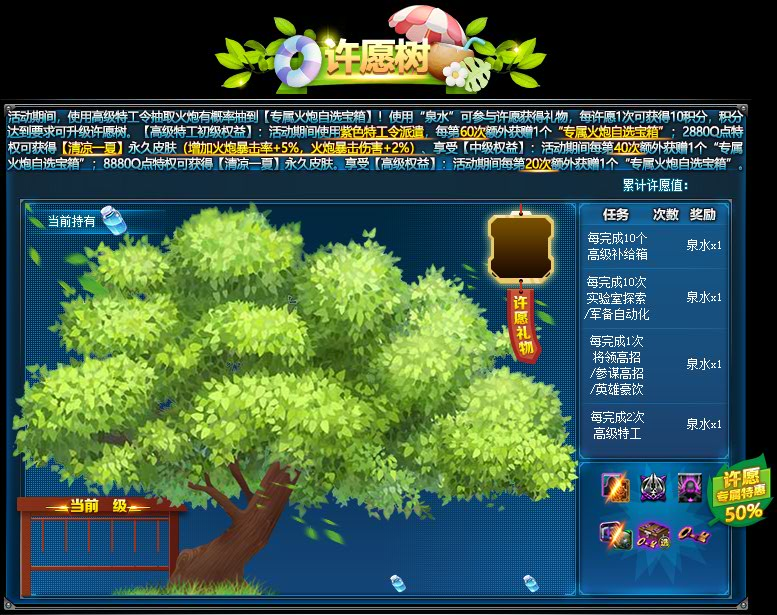 许愿树
活动期间，使用高级特工令抽取火炮有概率抽到【专属火炮自选宝箱】！使用“泉水”可参与许愿获得礼物，每许愿1次可获得10积分，积分
达到要求可升级许愿树。【高级特工初级权益】：活动期间使用紫色特工令派遣，每第60次额外获赠1个“专属火炮自选宝箱”；2880Q点特
权可获得【清凉一夏】永久皮肤（增加火炮暴击率+5%，火炮暴击伤害+2%）、享受【中级权益】：活动期间每第40次额外获赠1个“专属
火炮自选宝箱”；8880Q点特权可获得【清凉一夏】永久皮肤。享受【高级权益】：活动期间每第20次额外获赠1个“专属火炮自选宝箱”。
累计许愿值：
当前持有
许愿礼物
任务 次数 奖励
每完成10个
高级补给箱
泉水x1
每完成10次
实验室探索
/军备自动化
泉水x1
每完成1次
将领高招
/参谋高招
/英雄豪饮
泉水x1
每完成2次
高级特工
泉水x1
当前 级
许愿
专属特惠
50%
选